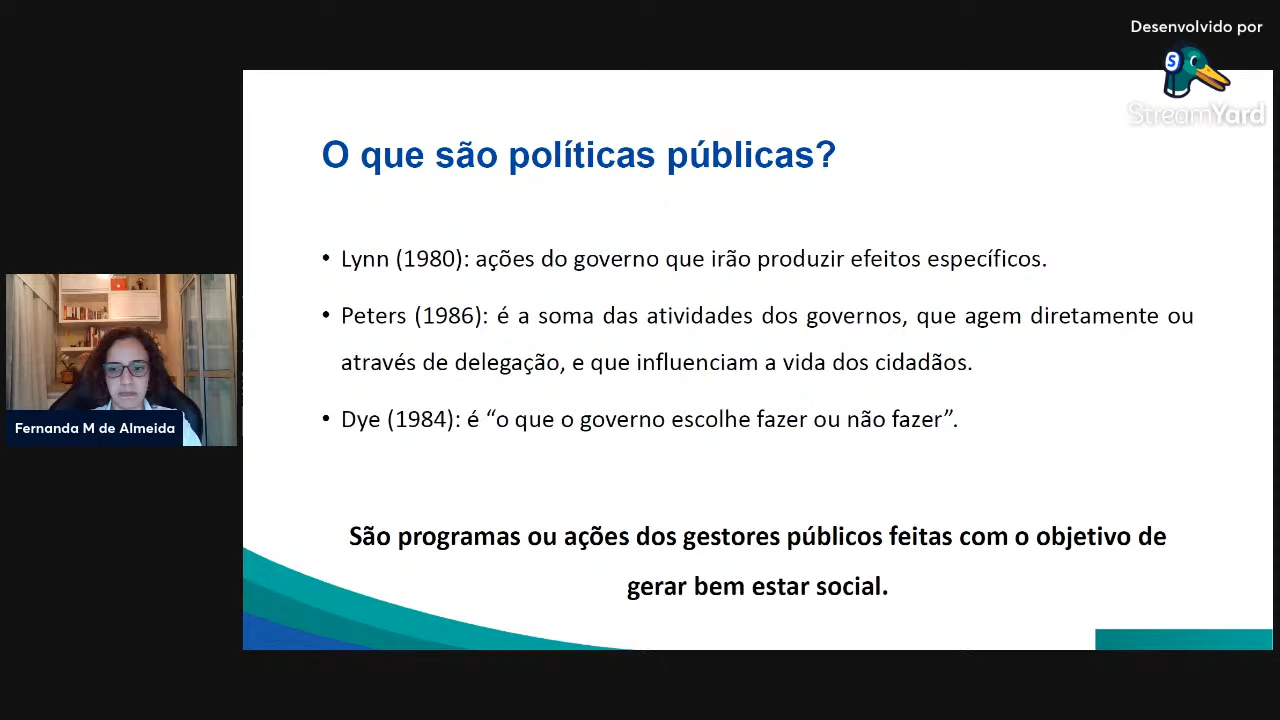 Desenvolvido por
S
StreamYard
O que são políticas públicas?
• Lynn (1980): ações do governo que irão produzir efeitos específicos.
• Peters (1986): é a soma das atividades dos governos, que agem diretamente ou
através de delegação, e que influenciam a vida dos cidadãos.
• Dye (1984): é “o que o governo escolhe fazer ou não fazer”.
São programas ou ações dos gestores públicos feitas com o objetivo de
gerar bem estar social.
Fernanda M de Almeida